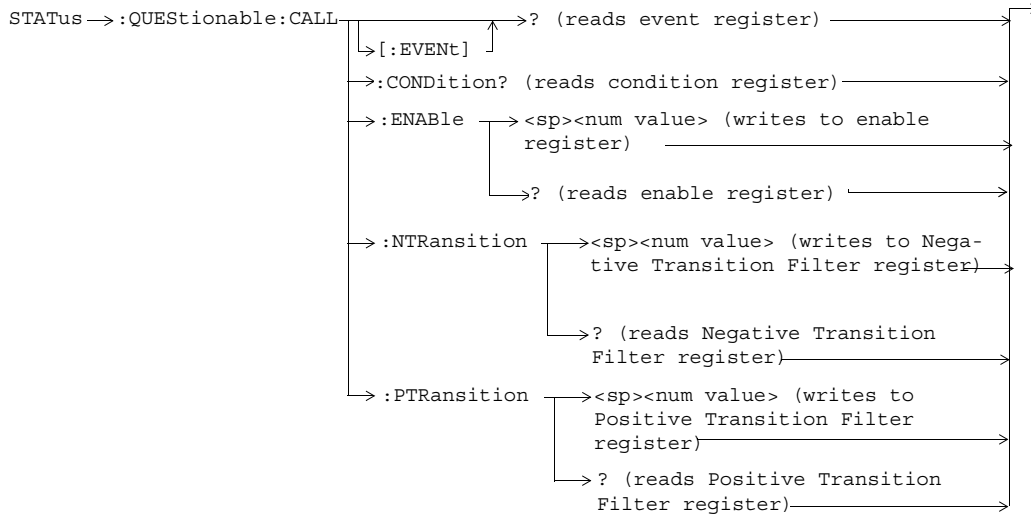 STATus :QUEStionable:CALL ? (reads event register)
[:EVENt]
:CONDition? (reads condition register)
:ENABle <sp><num value> (writes to enable
register)
? (reads enable register)
:NTRansition <sp><num value> (writes to Nega-
tive Transition Filter register)
? (reads Negative Transition
Filter register)
:PTRansition <sp><num value> (writes to
Positive Transition Filter
register)
? (reads Positive Transition
Filter register)